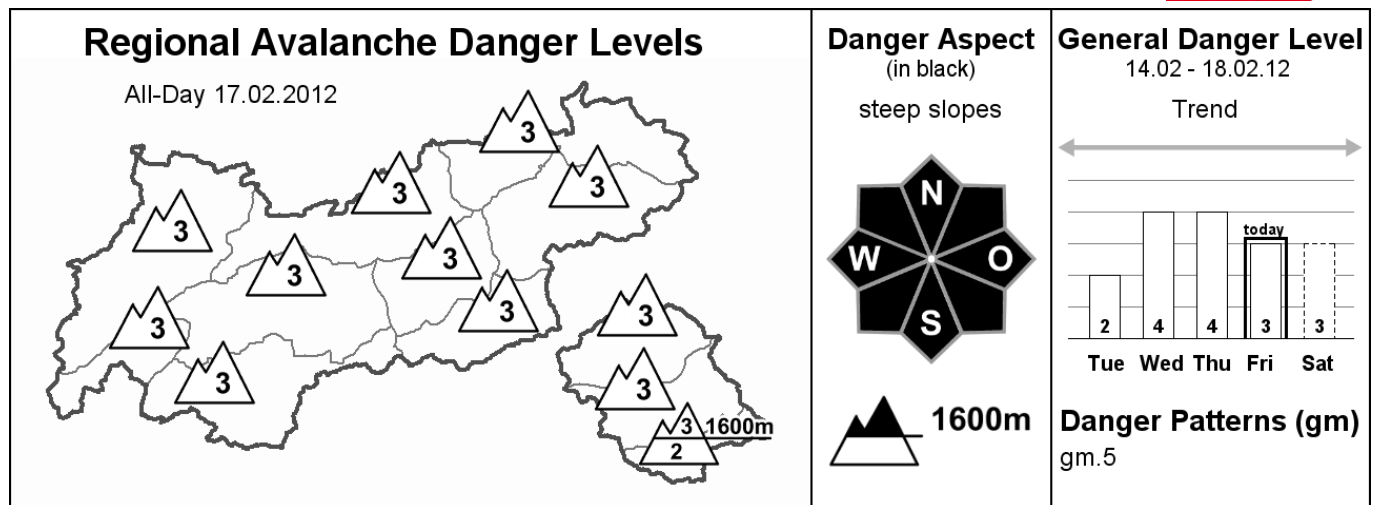 Regional Avalanche Danger Levels
All-Day 17.02.2012
3
3
3
3
3
3
3
3
3
3
3
3
3 1600m
2
Danger Aspect
(in black)
steep slopes
N
W O
S
1600m
General Danger Level
14.02 - 18.02.12
Trend
today
2 4 4 3 3
Tue Wed Thu Fri Sat
Danger Patterns (gm)
gm.5